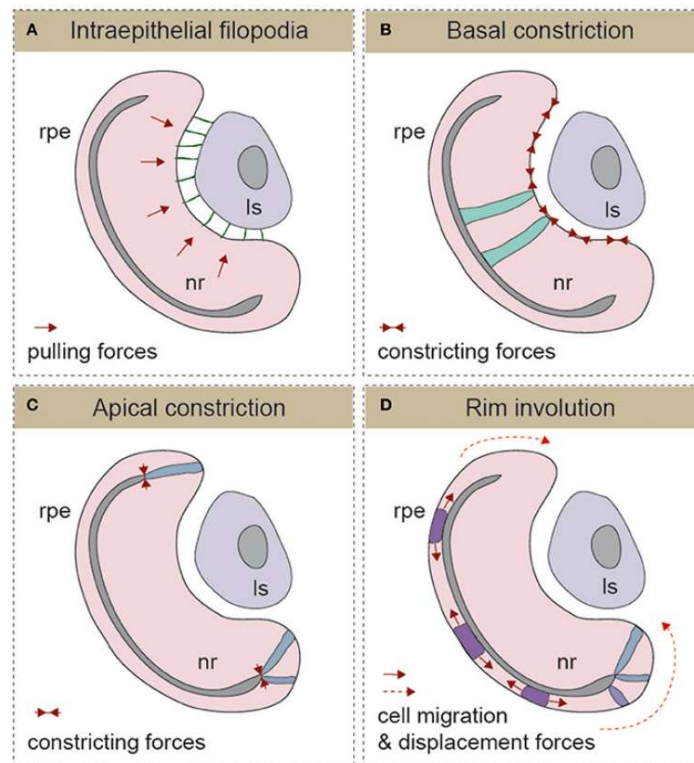 A Intraepithelial filopodia
rpe
ls
nr
pulling forces
B Basal constriction
rpe
ls
nr
constricting forces
C Apical constriction
rpe
ls
nr
constricting forces
D Rim involution
rpe
ls
nr
cell migration
& displacement forces